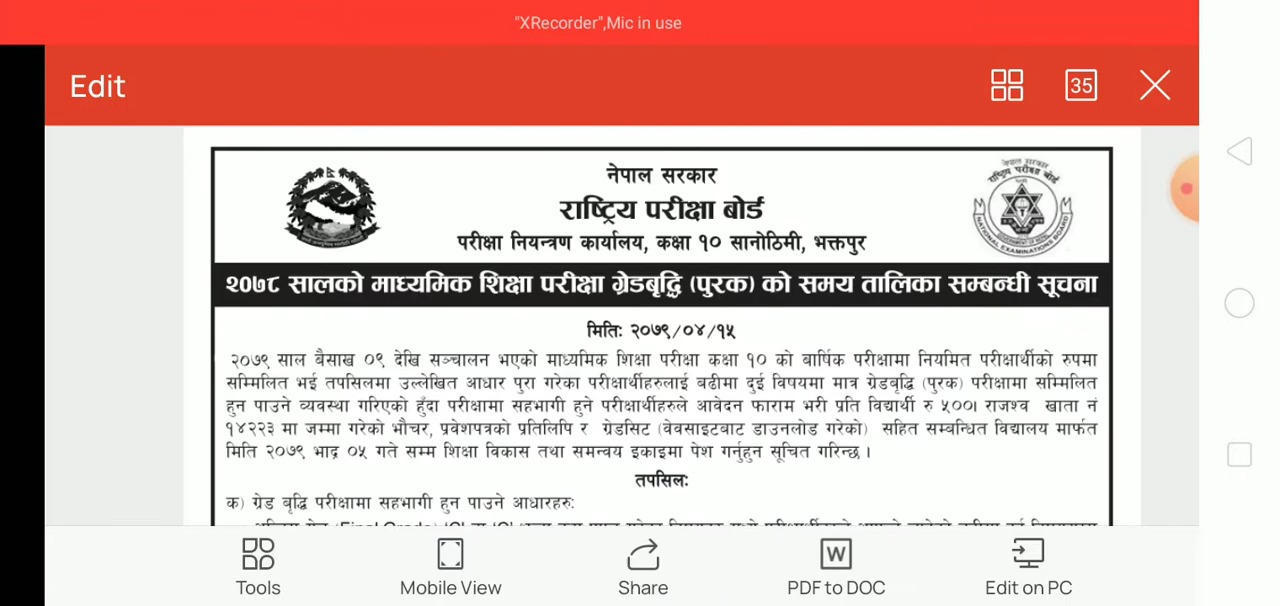 "XRecorder",Mic in use
Edit
35
नेपाल सरकार
राष्ट्रिय परीक्षा बोर्ड
परीक्षा नियन्त्रण कार्यालय, कक्षा १० सानोठिमी, भक्तपुर
नेपाल सरकार
राष्ट्रिय परीक्षा बोर्ड
NATIONAL EXAMINATIONS BOARD
२०७८ सालको माध्यमिक शिक्षा परीक्षा ग्रेडबृद्धि (पुरक) को समय तालिका सम्बन्धी सूचना
मितिः २०७९/०४/१५
२०७९ साल बैसाख ०९ देखि सञ्चालन भएको माध्यमिक शिक्षा परीक्षा कक्षा १० को बार्षिक परीक्षामा नियमित परीक्षार्थीको रुपमा
सम्मिलित भई तपसिलमा उल्लेखित आधार पुरा गरेका परीक्षार्थीहरुलाई बढीमा दुई विषयमा मात्र ग्रेडबृद्धि (पुरक) परीक्षामा सम्मिलित
हुन पाउने व्यवस्था गरिएको हुँदा परीक्षामा सहभागी हुने परीक्षार्थीहरुले आवेदन फाराम भरी प्रति विद्यार्थी रु ५००। राजश्व खाता नं
१४२२३ मा जम्मा गरेको भौचर, प्रवेशपत्रको प्रतिलिपि र ग्रेडसिट (वेवसाइटबाट डाउनलोड गरेको) सहित सम्बन्धित विद्यालय मार्फत
मिति २०७९ भाद्र ०५ गते सम्म शिक्षा विकास तथा समन्वय इकाइमा पेश गर्नुहुन सूचित गरिन्छ ।
तपसिलः
क) ग्रेड बृद्धि परीक्षामा सहभागी हुन पाउने आधारहरुः
Tools
Mobile View
Share
PDF to DOC
Edit on PC